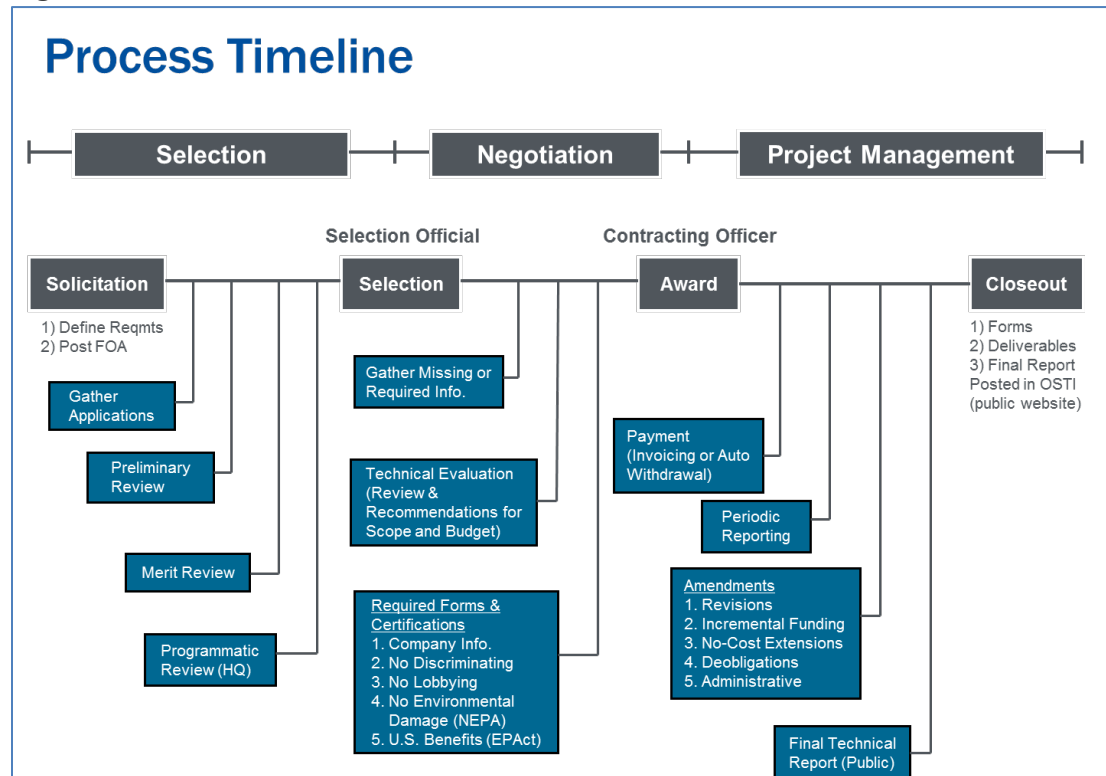 Process Timeline
Selection
Negotiation
Project Management
Selection Official
Contracting Officer
Solicitation
Selection
Award
Closeout
1) Define Reqmts
2) Post FOA
1) Forms
2) Deliverables
3) Final Report
Posted in OSTI
(public website)
Gather
Applications
Preliminary
Review
Merit Review
Programmatic
Review (HQ)
Gather Missing or
Required Info.
Technical Evaluation
(Review &
Recommendations for
Scope and Budget)
Required Forms &
Certifications
1. Company Info.
2. No Discriminating
3. No Lobbying
4. No Environmental
Damage (NEPA)
5. U.S. Benefits (EPAct)
Payment
(Invoicing or Auto
Withdrawal)
Periodic
Reporting
Amendments
1. Revisions
2. Incremental Funding
3. No-Cost Extensions
4. Deobligations
5. Administrative
Final Technical
Report (Public)